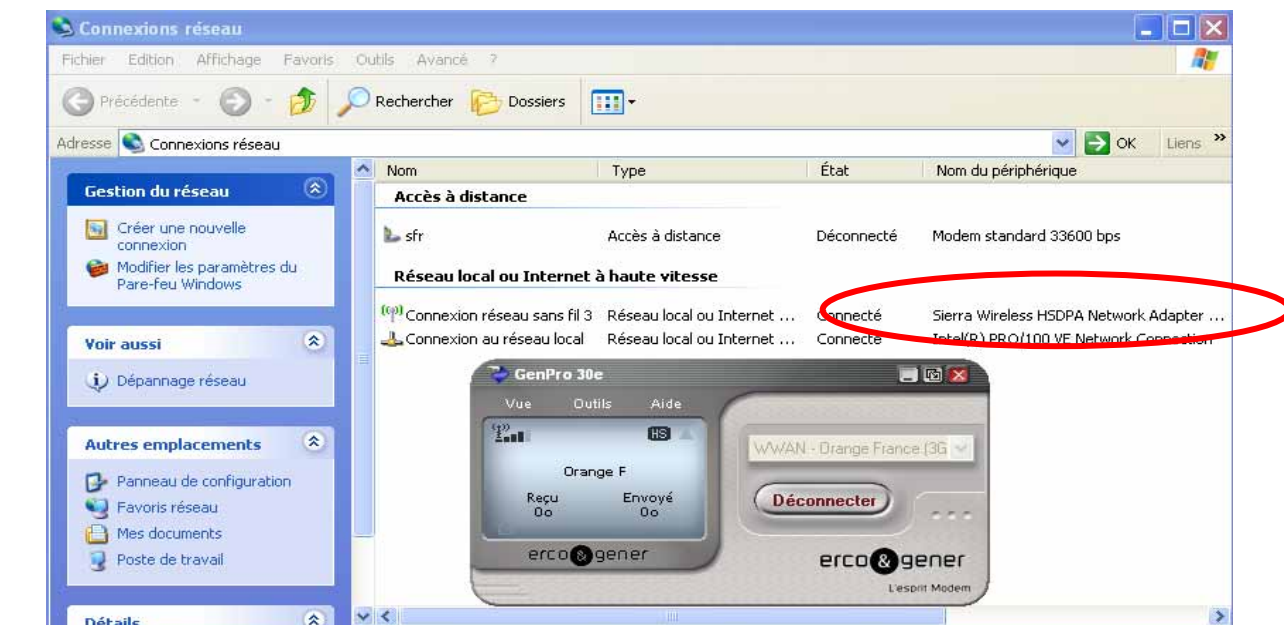 Connexions réseau
Fichier Edition Affichage Favoris Outils Avancé ?
Précédente Rechercher Dossiers
Adresse Connexions réseau OK Liens »
Nom Type État Nom du périphérique
Gestion du réseau
Créer une nouvelle
connexion
Modifier les paramètres du
Pare-feu Windows
Voir aussi
Dépannage réseau
Autres emplacements
Panneau de configuration
Favoris réseau
Mes documents
Poste de travail
Détails
Accès à distance
sfr Accès à distance Déconnecté Modem standard 33600 bps
Réseau local ou Internet à haute vitesse
Connexion réseau sans fil 3 Réseau local ou Internet ... Connecté Sierra Wireless HSDPA Network Adapter ...
Connexion au réseau local Réseau local ou Internet ... Connecté Intel(R) PRO/100 VE Network Connection
GenPro 30e
Vue Outils Aide
HS
Orange F
Reçu Envoyé
0o 0o
erco & gener
WWAN - Orange France (3G
Déconnecter
erco & gener
L'esprit Modem